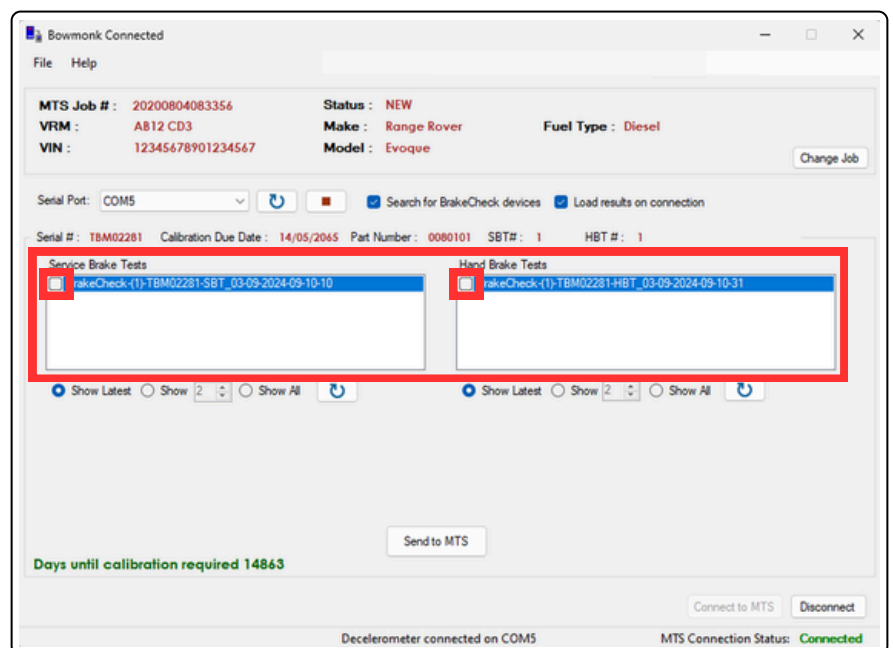 Bowmonk Connected
File Help
MTS Job # : 20200804083356 Status : NEW
VRM : AB12 CD3 Make : Range Rover Fuel Type : Diesel
VIN : 12345678901234567 Model : Evoque
Change Job
Serial Port: COM5 Search for BrakeCheck devices Load results on connection
Serial # : TBM02281 Calibration Due Date : 14/05/2065 Part Number : 0080101 SBT# : 1 HBT # : 1
Service Brake Tests Hand Brake Tests
rakeCheck-(1)-TBM02281-SBT_03-09-2024-09-10-10 rakeCheck-(1)-TBM02281-HBT_03-09-2024-09-10-31
Show Latest Show 2 Show All Show Latest Show 2 Show All
Send to MTS
Days until calibration required 14863
Connect to MTS Disconnect
Decelerometer connected on COM5 MTS Connection Status: Connected